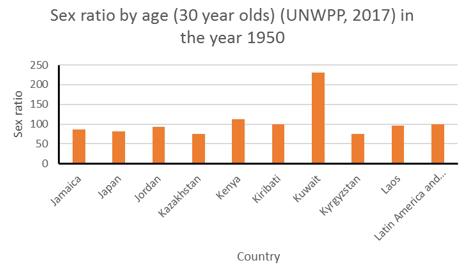 Sex ratio by age (30 year olds) (UNWPP, 2017) in
the year 1950
250
200
150
100
50
0
Sex ratio
Jamaica
Japan
Jordan
Kazakhstan
Kenya
Kiribati
Kuwait
Kyrgyzstan
Laos
Latin America and...
Country